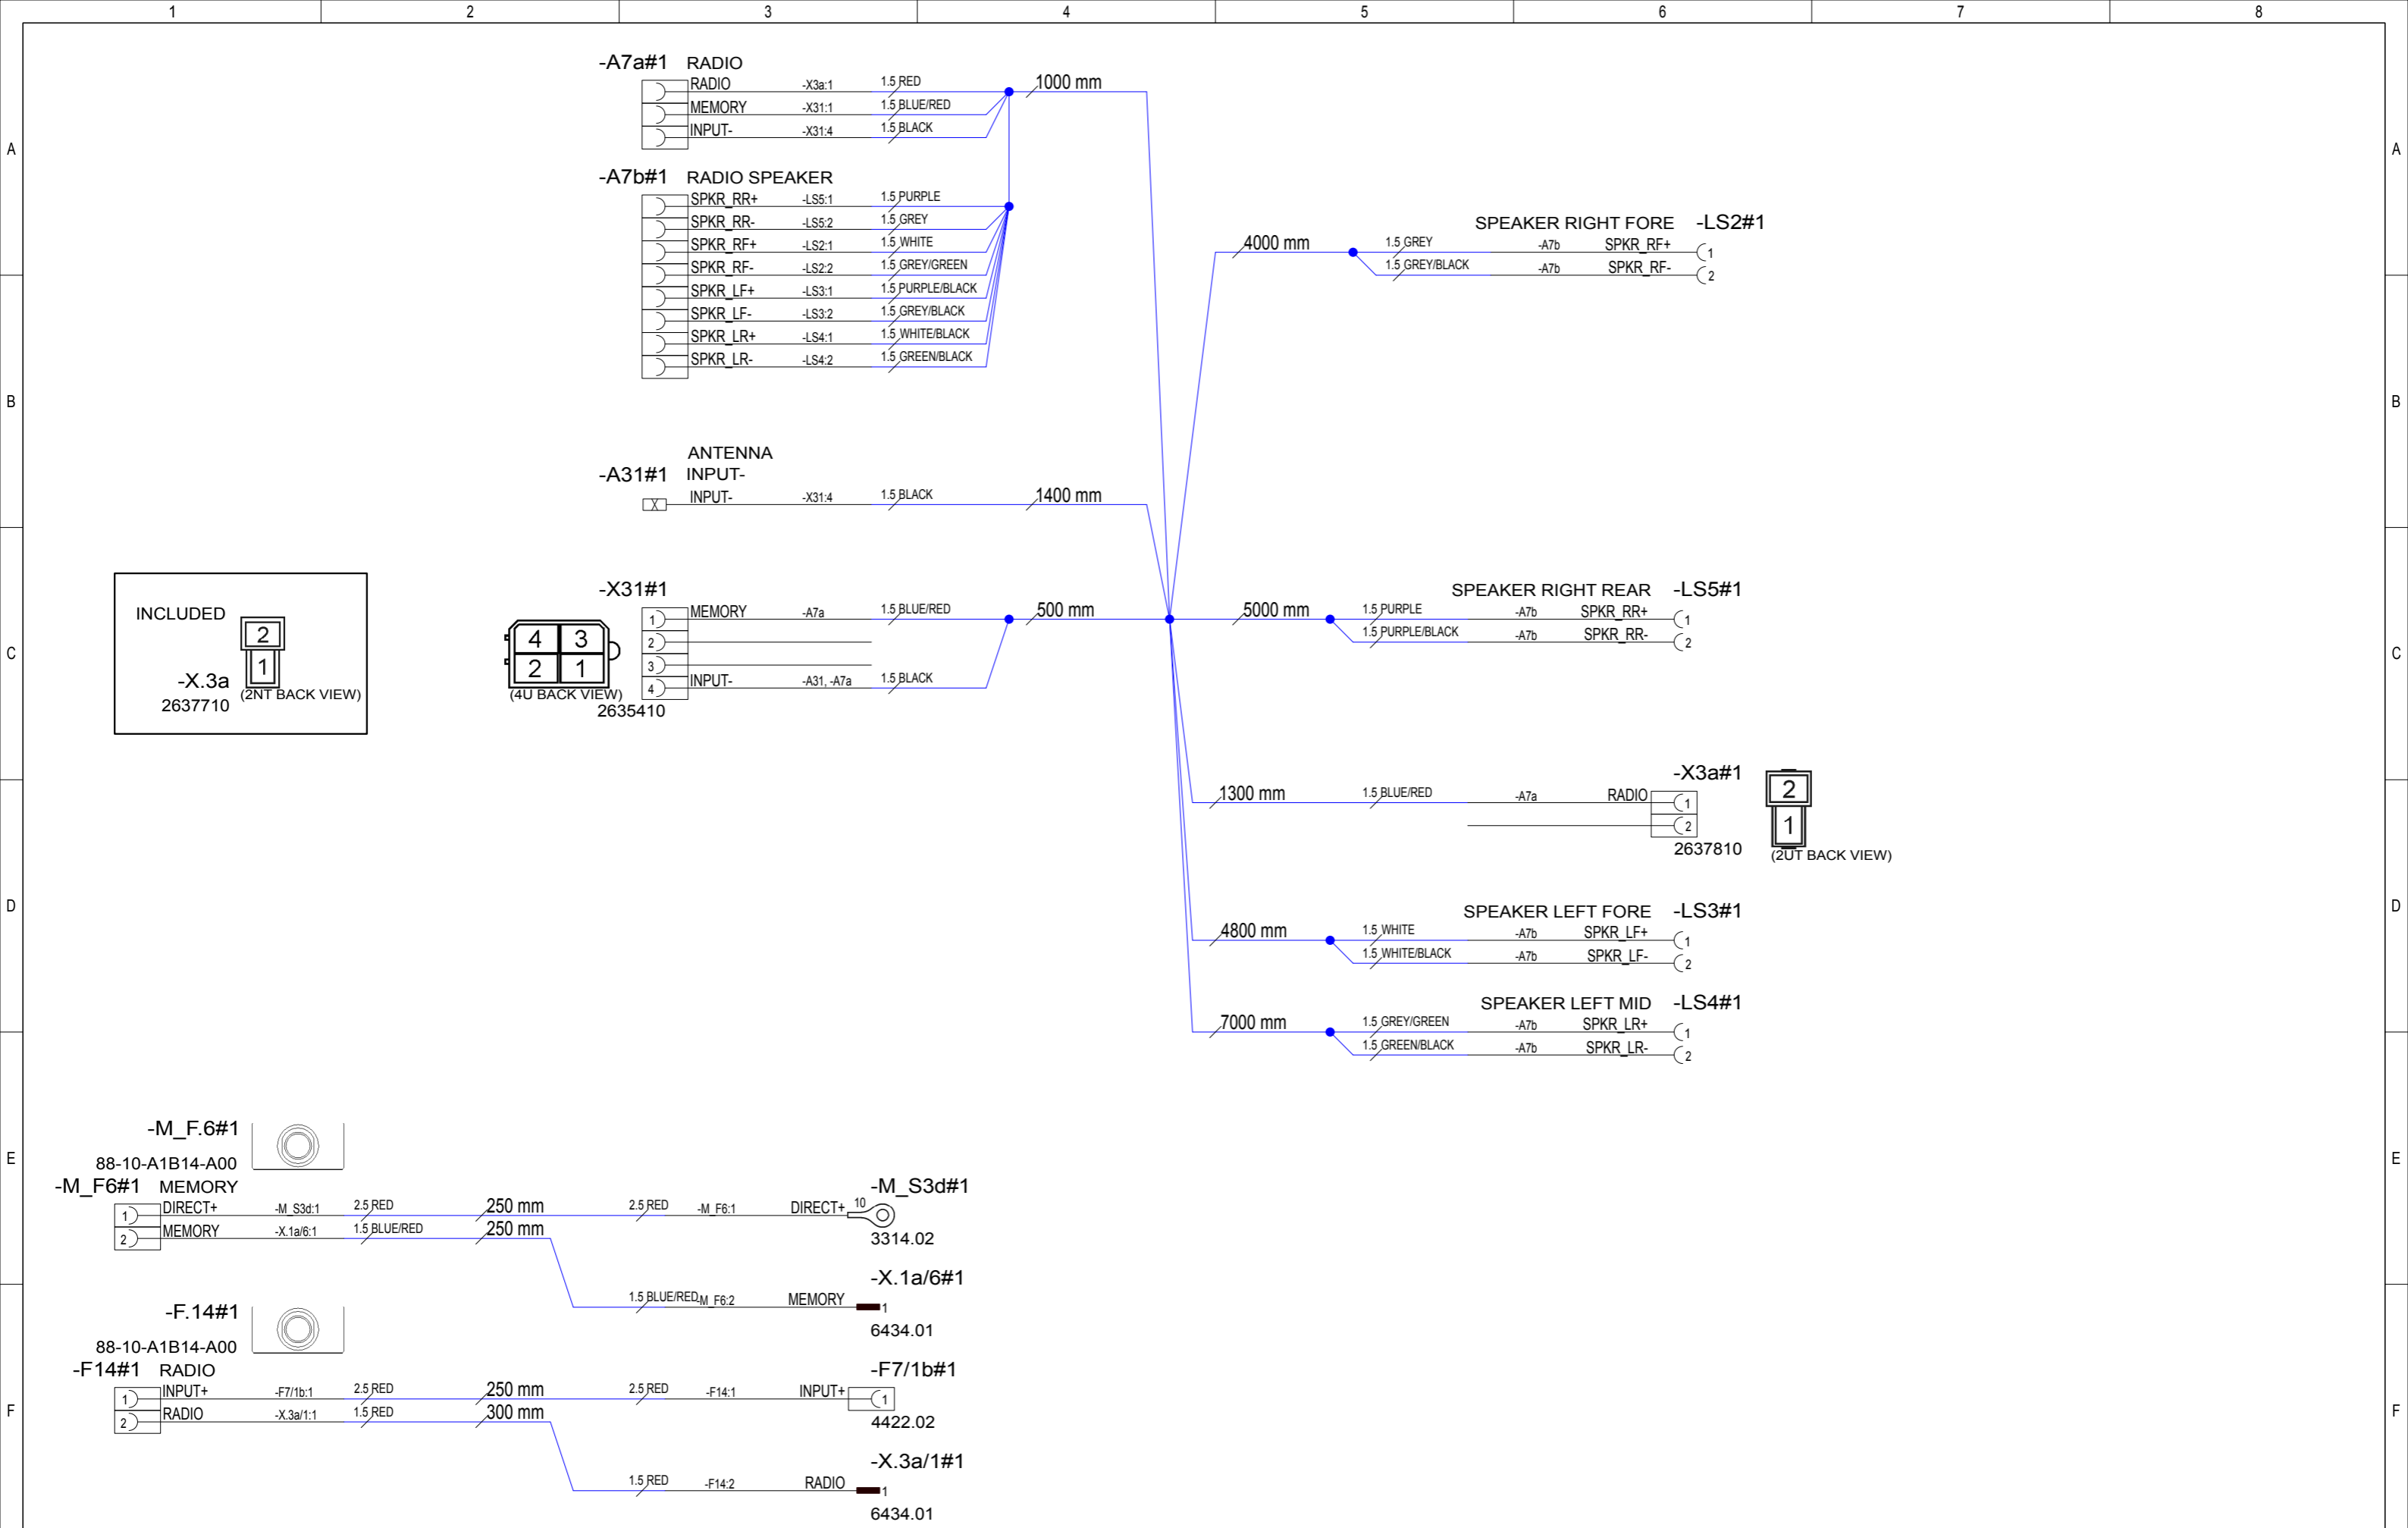 1 2 3 4 5 6 7 8
A A
B B
C C
D D
E E
F F
-A7a#1 RADIO
RADIO -X3a:1 1.5 RED 1000 mm
MEMORY -X31:1 1.5 BLUE/RED
INPUT- -X31:4 1.5 BLACK
-A7b#1 RADIO SPEAKER
SPKR_RR+ -LS5:1 1.5 PURPLE
SPKR_RR- -LS5:2 1.5 GREY
SPKR_RF+ -LS2:1 1.5 WHITE
SPKR_RF- -LS2:2 1.5 GREY/GREEN
SPKR_LF+ -LS3:1 1.5 PURPLE/BLACK
SPKR_LF- -LS3:2 1.5 GREY/BLACK
SPKR_LR+ -LS4:1 1.5 WHITE/BLACK
SPKR_LR- -LS4:2 1.5 GREEN/BLACK
SPEAKER RIGHT FORE -LS2#1
4000 mm 1.5 GREY -A7b SPKR_RF+ 1
1.5 GREY/BLACK -A7b SPKR_RF- 2
ANTENNA
-A31#1 INPUT-
X INPUT- -X31:4 1.5 BLACK 1400 mm
INCLUDED
2
1
-X.3a
(2NT BACK VIEW)
2637710
-X31#1
4 3
2 1
(4U BACK VIEW)
1 MEMORY -A7a 1.5 BLUE/RED 500 mm
2
3
4 INPUT- -A31, -A7a 1.5 BLACK
2635410
SPEAKER RIGHT REAR -LS5#1
5000 mm 1.5 PURPLE -A7b SPKR_RR+ 1
1.5 PURPLE/BLACK -A7b SPKR_RR- 2
-X3a#1
1300 mm 1.5 BLUE/RED -A7a RADIO 1
2
2637810
2
1
(2UT BACK VIEW)
SPEAKER LEFT FORE -LS3#1
4800 mm 1.5 WHITE -A7b SPKR_LF+ 1
1.5 WHITE/BLACK -A7b SPKR_LF- 2
SPEAKER LEFT MID -LS4#1
7000 mm 1.5 GREY/GREEN -A7b SPKR_LR+ 1
1.5 GREEN/BLACK -A7b SPKR_LR- 2
-M_F.6#1
88-10-A1B14-A00
-M_F6#1 MEMORY
1 DIRECT+ -M_S3d:1 2.5 RED 250 mm 2.5 RED -M_F6:1 DIRECT+ 10 -M_S3d#1
2 MEMORY -X.1a/6:1 1.5 BLUE/RED 250 mm
3314.02
-X.1a/6#1
1.5 BLUE/RED -M_F6:2 MEMORY 1
6434.01
-F.14#1
88-10-A1B14-A00
-F14#1 RADIO
-F7/1b#1
1 INPUT+ -F7/1b:1 2.5 RED 250 mm 2.5 RED -F14:1 INPUT+ 1
2 RADIO -X.3a/1:1 1.5 RED 300 mm
4422.02
-X.3a/1#1
1.5 RED -F14:2 RADIO 1
6434.01